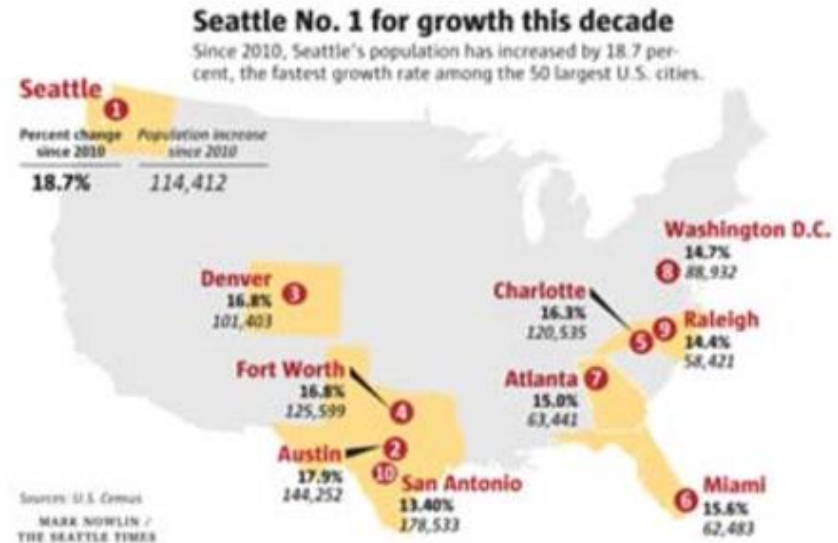 Seattle No. 1 for growth this decade
Since 2010, Seattle's population has increased by 18.7 per-
cent, the fastest growth rate among the 50 largest U.S. cities.
Seattle
1
Percent change
since 2010
Population increase
since 2010
18.7%
114,412
Washington D.C.
14.7%
8
88,932
Denver
16.8%
3
101,403
Charlotte
16.3%
120,535
5
9
Raleigh
14.4%
58,421
Fort Worth
16.8%
125,599
4
Atlanta
7
15.0%
63,441
Austin
2
17.9%
144,252
10
San Antonio
13.40%
178,533
6
Miami
15.6%
62,483
Sources: U.S. Census
MARK NOWLIN /
THE SEATTLE TIMES